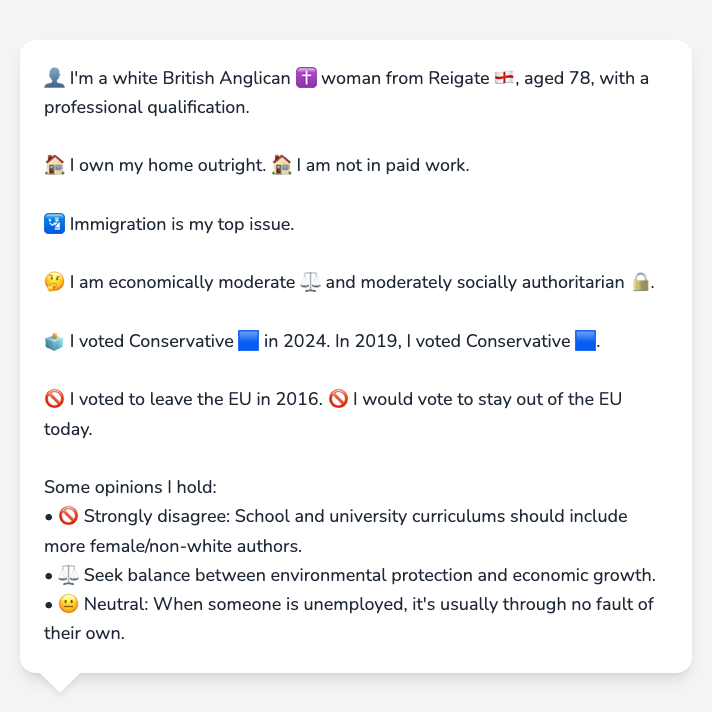 👤 I'm a white British Anglican ✝️ woman from Reigate 🏴󠁧󠁢󠁥󠁮󠁧󠁿, aged 78, with a
professional qualification.
🏠 I own my home outright. 🏠 I am not in paid work.
🛂 Immigration is my top issue.
🤔 I am economically moderate ⚖️ and moderately socially authoritarian 🔒.
🗳️ I voted Conservative 🟦 in 2024. In 2019, I voted Conservative 🟦.
🚫 I voted to leave the EU in 2016. 🚫 I would vote to stay out of the EU
today.
Some opinions I hold:
• 🚫 Strongly disagree: School and university curriculums should include
more female/non-white authors.
• ⚖️ Seek balance between environmental protection and economic growth.
• 😐 Neutral: When someone is unemployed, it's usually through no fault of
their own.